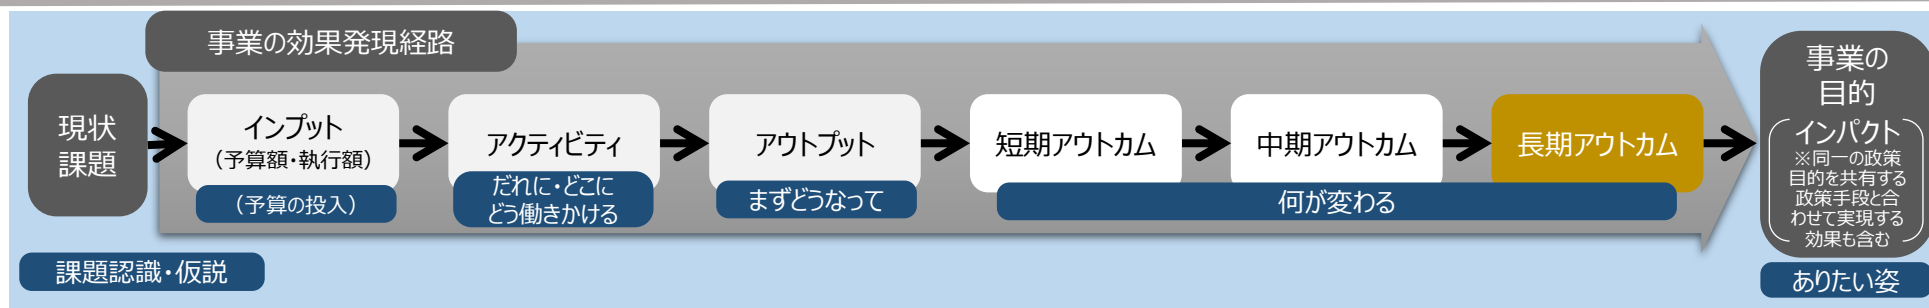 事業の効果発現経路
現状
課題
インプット
（予算額・執行額）
（予算の投入）
アクティビティ
だれに・どこに
どう働きかける
アウトプット
まずどうなって
短期アウトカム
中期アウトカム
長期アウトカム
何が変わる
事業の
目的
インパクト
※同一の政策
目的を共有する
政策手段と合
わせて実現する
効果も含む
課題認識・仮説
ありたい姿